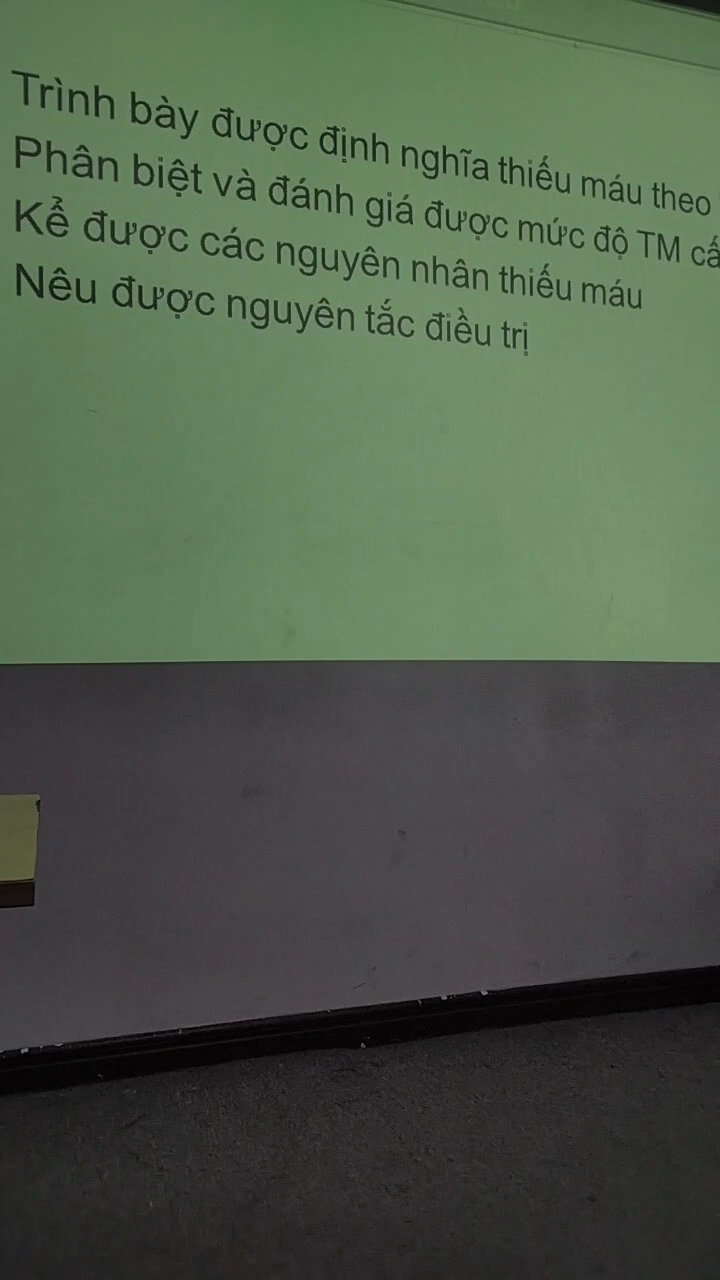 Trình bày được định nghĩa thiếu máu theo
Phân biệt và đánh giá được mức độ TM
Kể được các nguyên nhân thiếu máu
Nêu được nguyên tắc điều trị